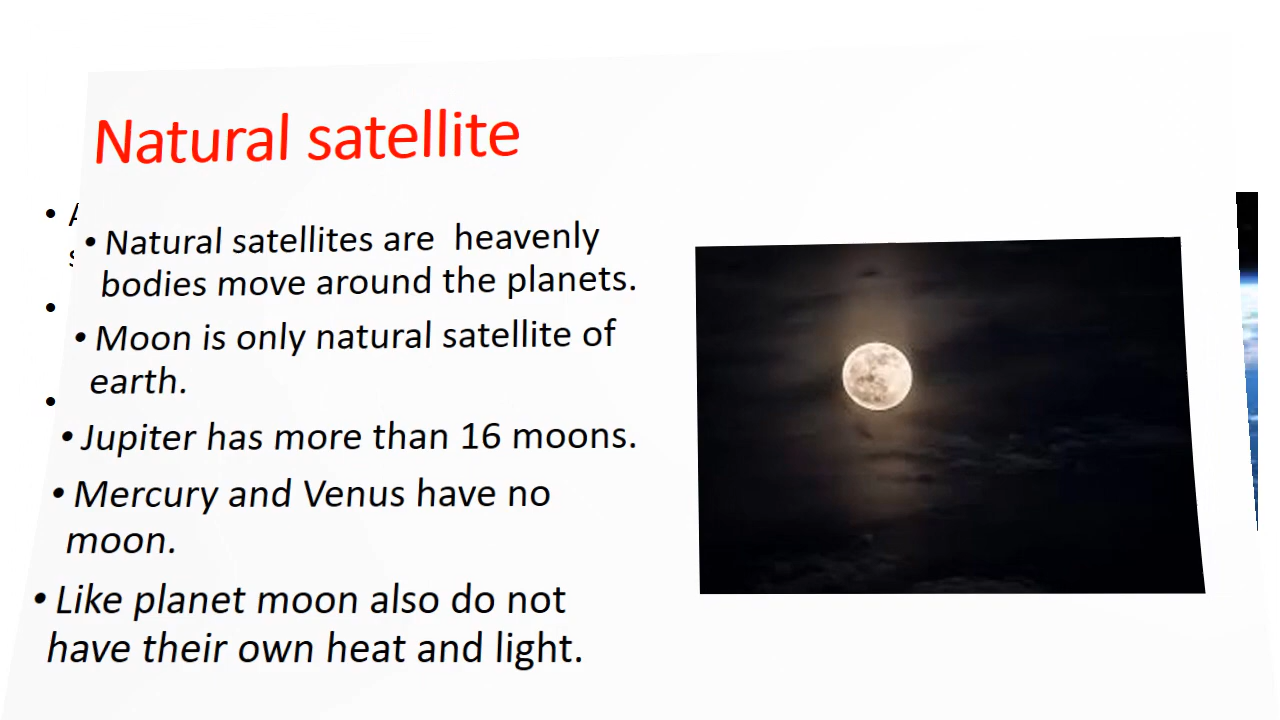 Natural satellite
• Natural satellites are heavenly
bodies move around the planets.
• Moon is only natural satellite of
earth.
• Jupiter has more than 16 moons.
• Mercury and Venus have no
moon.
• Like planet moon also do not
have their own heat and light.